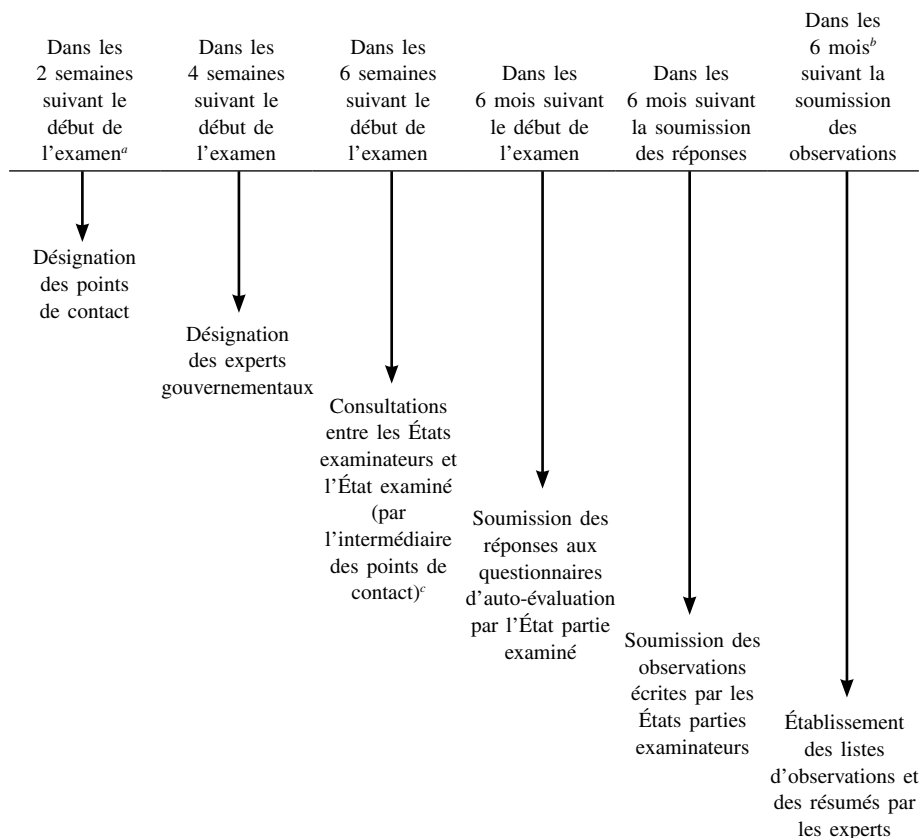 Dans les
2 semaines
suivant le
début de
l'examenᵃ
Dans les
4 semaines
suivant le
début de
l'examen
Dans les
6 semaines
suivant le
début de
l'examen
Dans les
6 mois suivant
le début de
l'examen
Dans les
6 mois suivant
la soumission
des réponses
Dans les
6 moisᵇ
suivant la
soumission
des
observations
Désignation
des points
de contact
Désignation
des experts
gouvernementaux
Consultations
entre les États
examinateurs et
l'État examiné
(par
l'intermédiaire
des points de
contact)ᶜ
Soumission des
réponses aux
questionnaires
d'auto-évaluation
par l'État partie
examiné
Soumission des
observations
écrites par les
États parties
examinateurs
Établissement
des listes
d'observations et
des résumés par
les experts